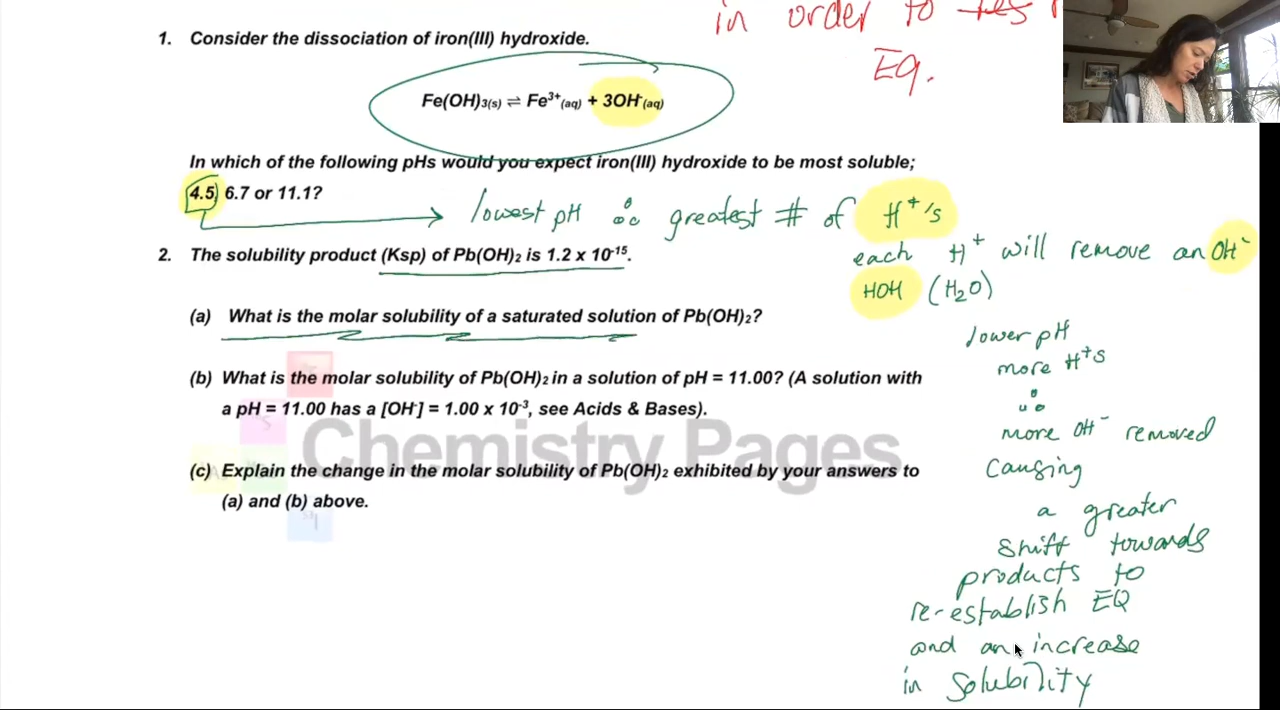 in order to
Eq.
1. Consider the dissociation of iron(III) hydroxide.
Fe(OH)3(s) ⇌ Fe3+(aq) + 3OH-(aq)
In which of the following pHs would you expect iron(III) hydroxide to be most soluble;
4.5, 6.7 or 11.1?
lowest pH ∴ greatest # of H+'s
each H+ will remove an OH-
HOH (H2O)
2. The solubility product (Ksp) of Pb(OH)2 is 1.2 x 10-15.
(a) What is the molar solubility of a saturated solution of Pb(OH)2?
(b) What is the molar solubility of Pb(OH)2 in a solution of pH = 11.00? (A solution with
a pH = 11.00 has a [OH-] = 1.00 x 10-3, see Acids & Bases).
(c) Explain the change in the molar solubility of Pb(OH)2 exhibited by your answers to
(a) and (b) above.
Chemistry Pages
lower pH
more H+s
∴
more OH- removed
causing
a greater
shift towards
products to
re-establish EQ
and an increase
in solubility